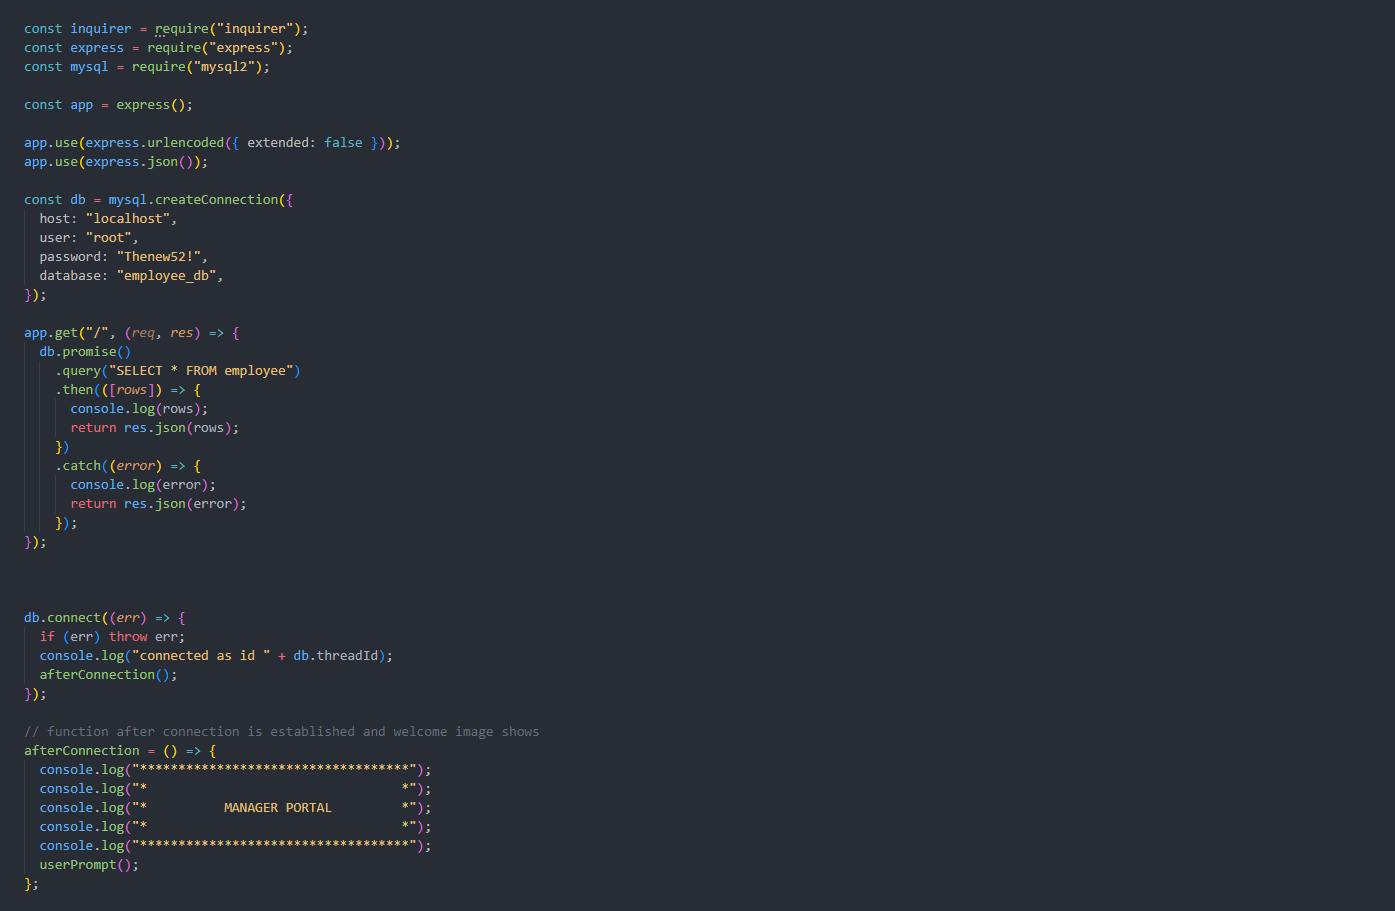 const inquirer = require("inquirer");
const express = require("express");
const mysql = require("mysql2");

const app = express();

app.use(express.urlencoded({ extended: false }));
app.use(express.json());

const db = mysql.createConnection({
  host: "localhost",
  user: "root",
  password: "Thenew52!",
  database: "employee_db",
});

app.get("/", (req, res) => {
  db.promise()
    .query("SELECT * FROM employee")
    .then(([rows]) => {
      console.log(rows);
      return res.json(rows);
    })
    .catch((error) => {
      console.log(error);
      return res.json(error);
    });
});

db.connect((err) => {
  if (err) throw err;
  console.log("connected as id " + db.threadId);
  afterConnection();
});

// function after connection is established and welcome image shows
afterConnection = () => {
  console.log("***********************************");
  console.log("*                                 *");
  console.log("*          MANAGER PORTAL         *");
  console.log("*                                 *");
  console.log("***********************************");
  userPrompt();
};